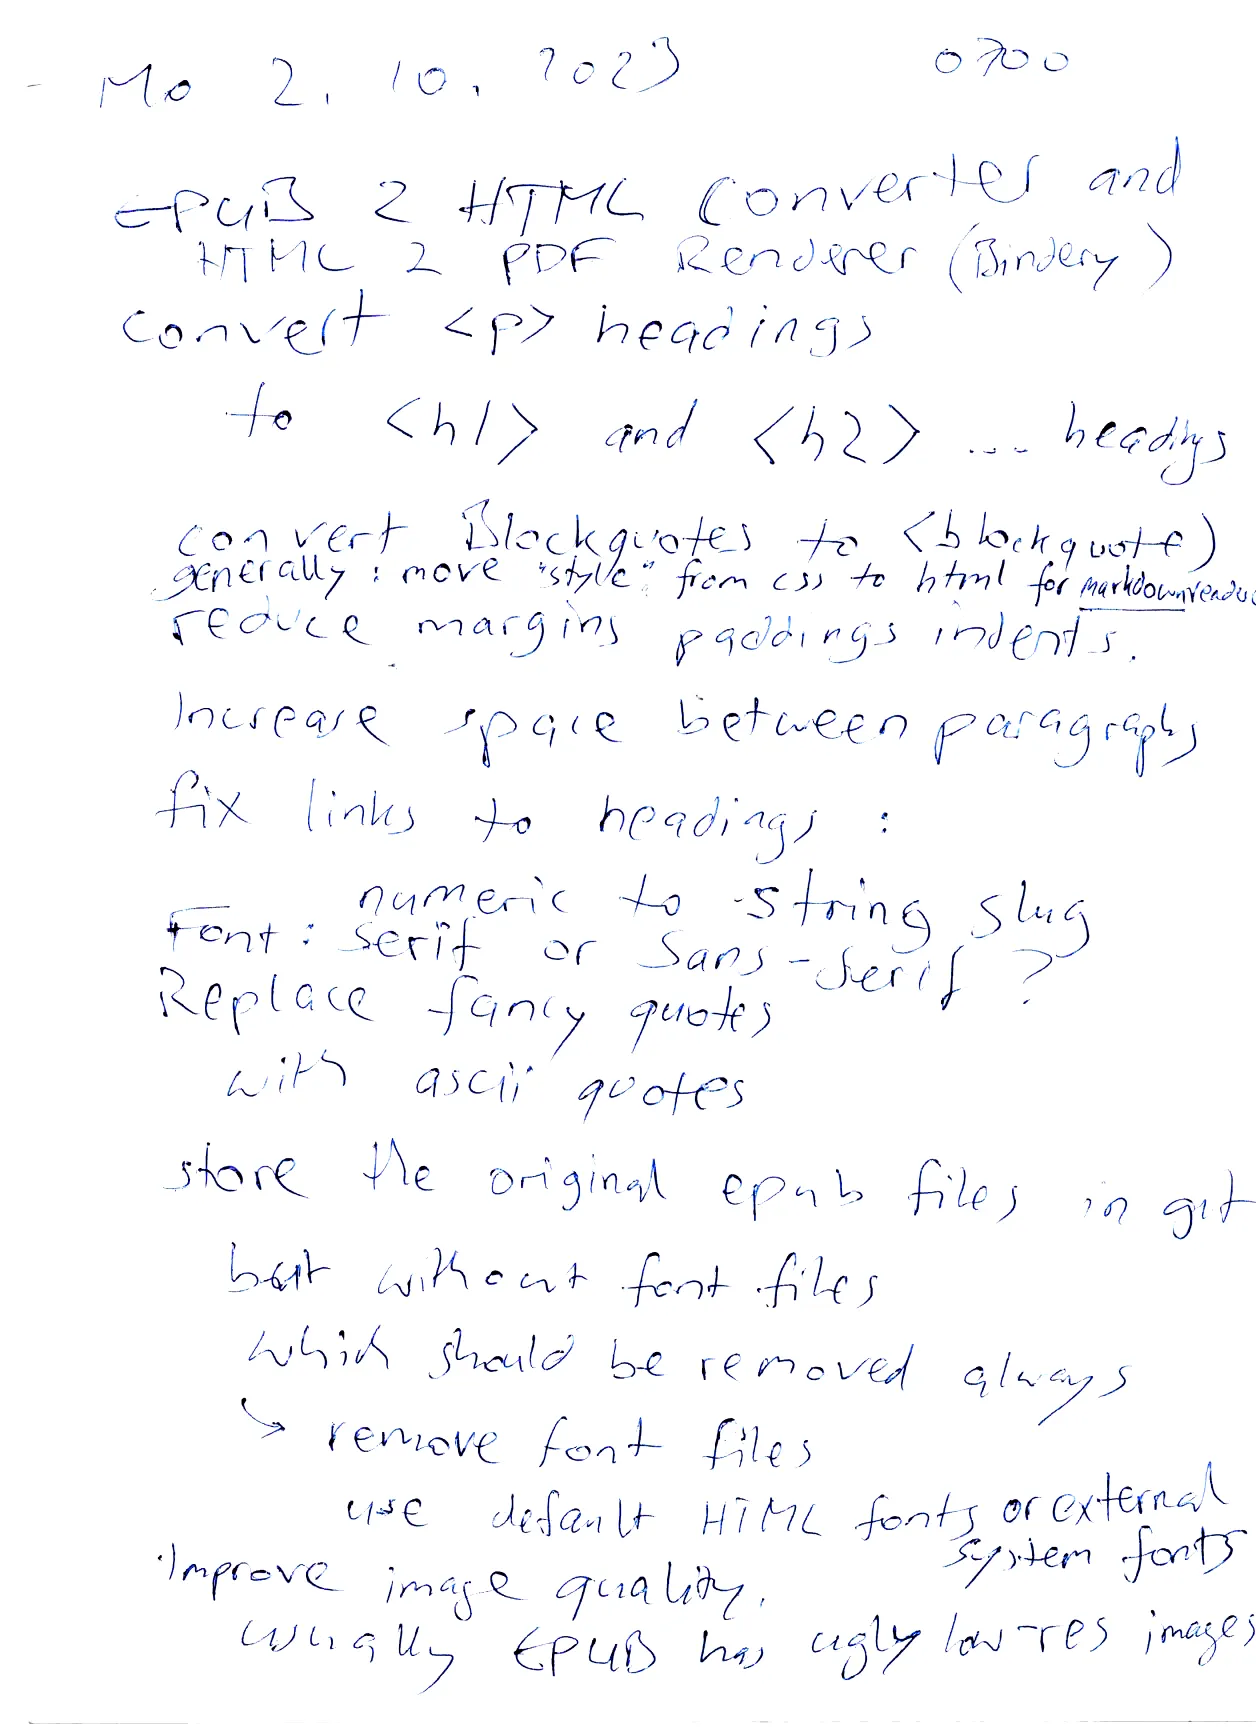 Mo 2. 10. 2023 0700
EPUB 2 HTML Converter and
HTML 2 PDF Renderer (Bindery)
convert <p> headings
to <h1> and <h2> ... headings
convert Blockquotes to <blockquote>
generally: move "style" from css to html for markdown reader
reduce margins paddings indents.
Increase space between paragraphs
fix links to headings:
numeric to string slug
Font: serif or Sans-Serif?
Replace fancy quotes
with ascii quotes
store the original epub files in git
but without font files
which should be removed always
↳ remove font files
use default HTML fonts or external
system fonts
Improve image quality.
usually EPUB has ugly low-res images